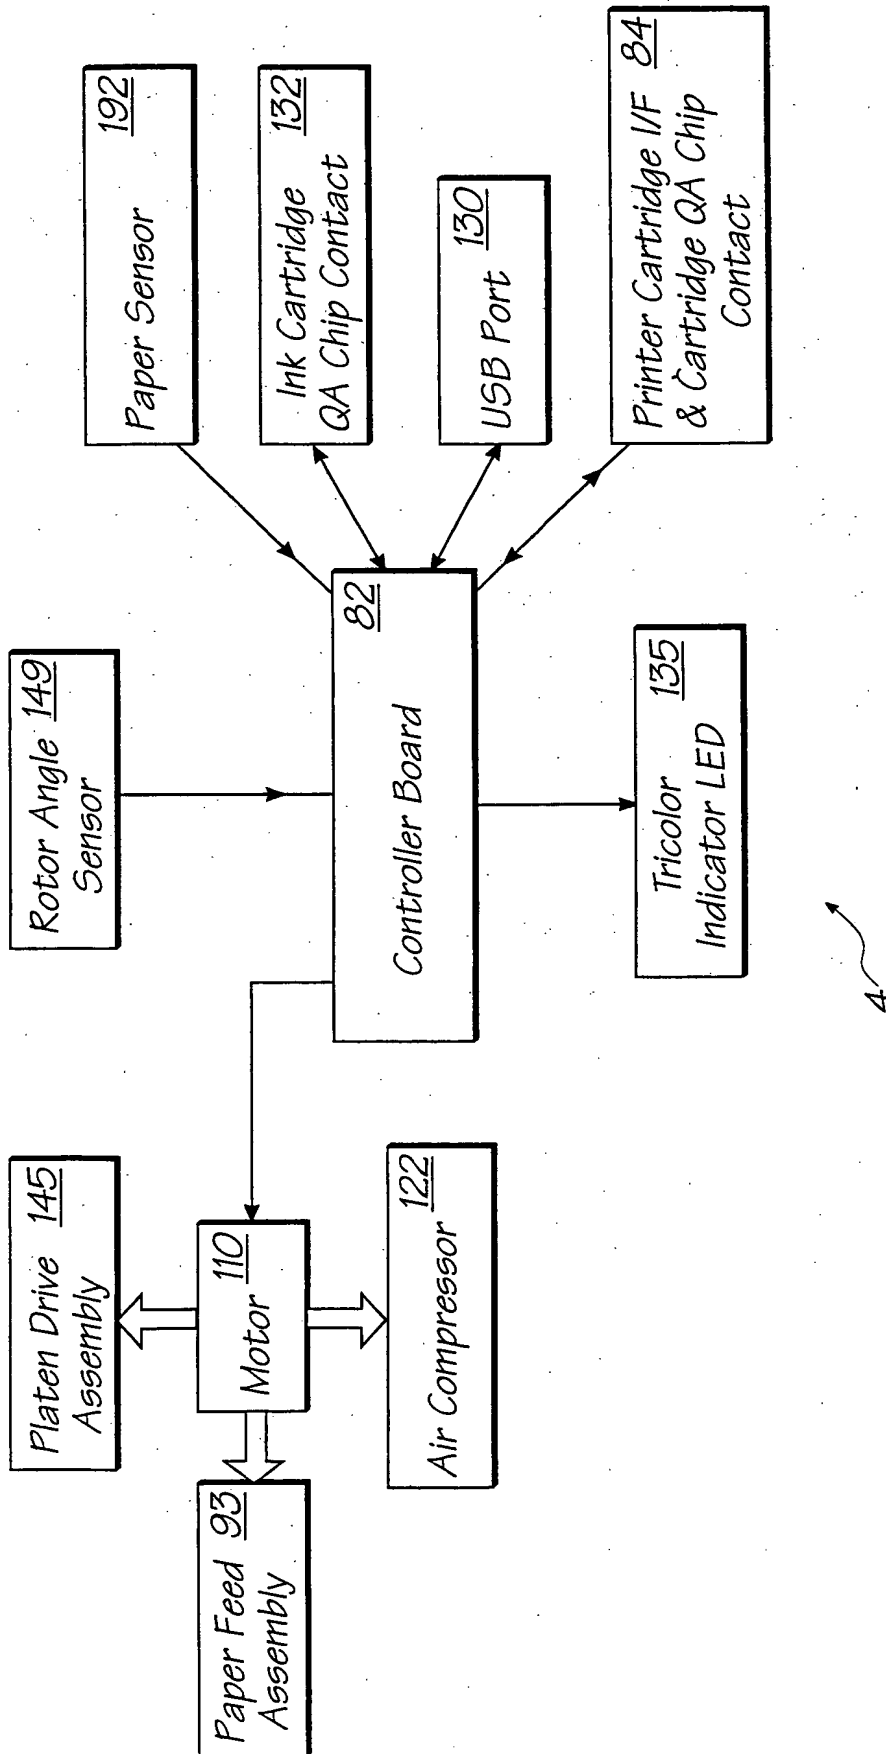 Platen Drive 145
Assembly
Rotor Angle 149
Sensor
Paper Sensor 192
Paper Feed 93
Assembly
110
Motor
82
Controller Board
Ink Cartridge 132
QA Chip Contact
122
Air Compressor
USB Port 130
Tricolor 135
Indicator LED
Printer Cartridge I/F 84
& Cartridge QA Chip
Contact
4